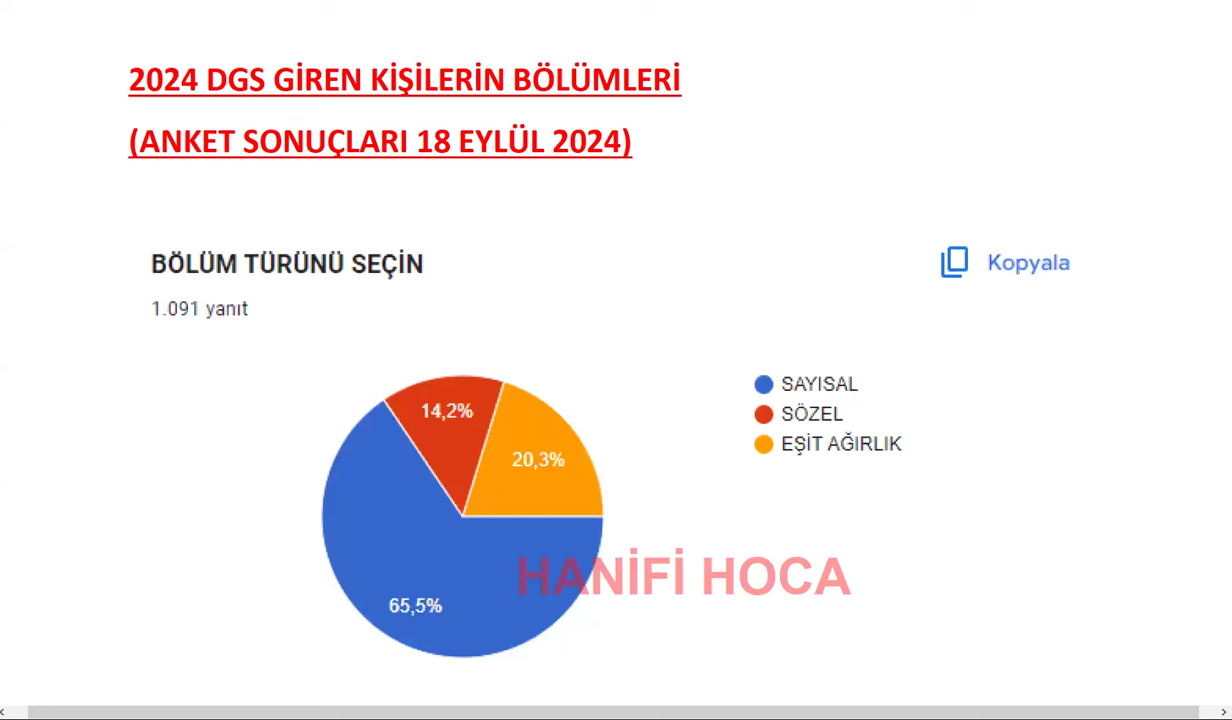 2024 DGS GİREN KİŞİLERİN BÖLÜMLERİ
(ANKET SONUÇLARI 18 EYLÜL 2024)
BÖLÜM TÜRÜNÜ SEÇİN
Kopyala
1.091 yanıt
SAYISAL
SÖZEL
EŞİT AĞIRLIK
14,2%
20,3%
65,5%
HANİFİ HOCA